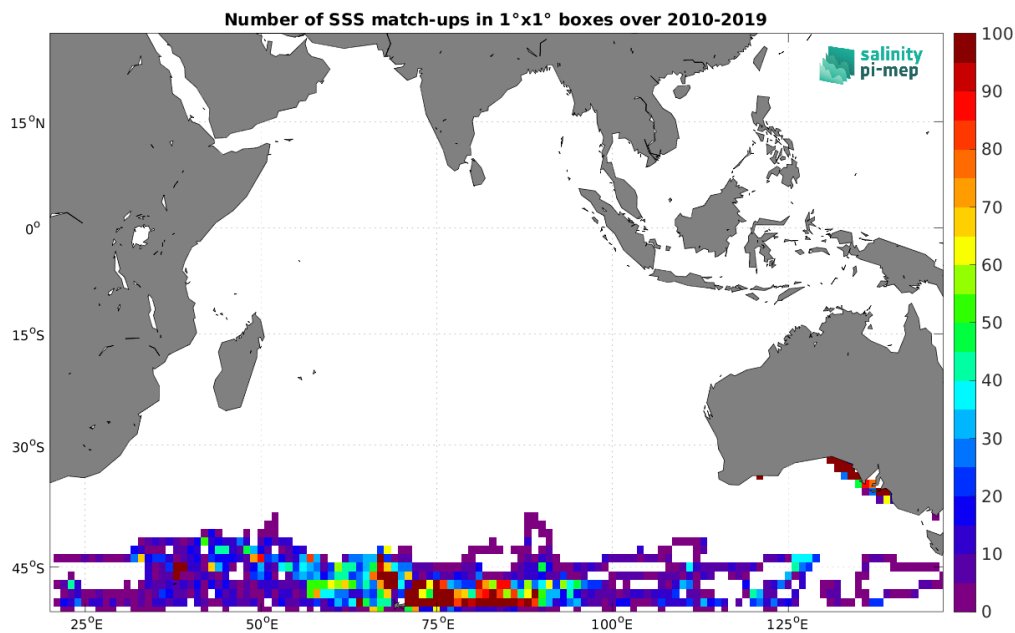 Number of SSS match-ups in 1°x1° boxes over 2010-2019
salinity
pi-mep
15°N
0°
15°S
30°S
45°S
25°E
50°E
75°E
100°E
125°E
100
90
80
70
60
50
40
30
20
10
0